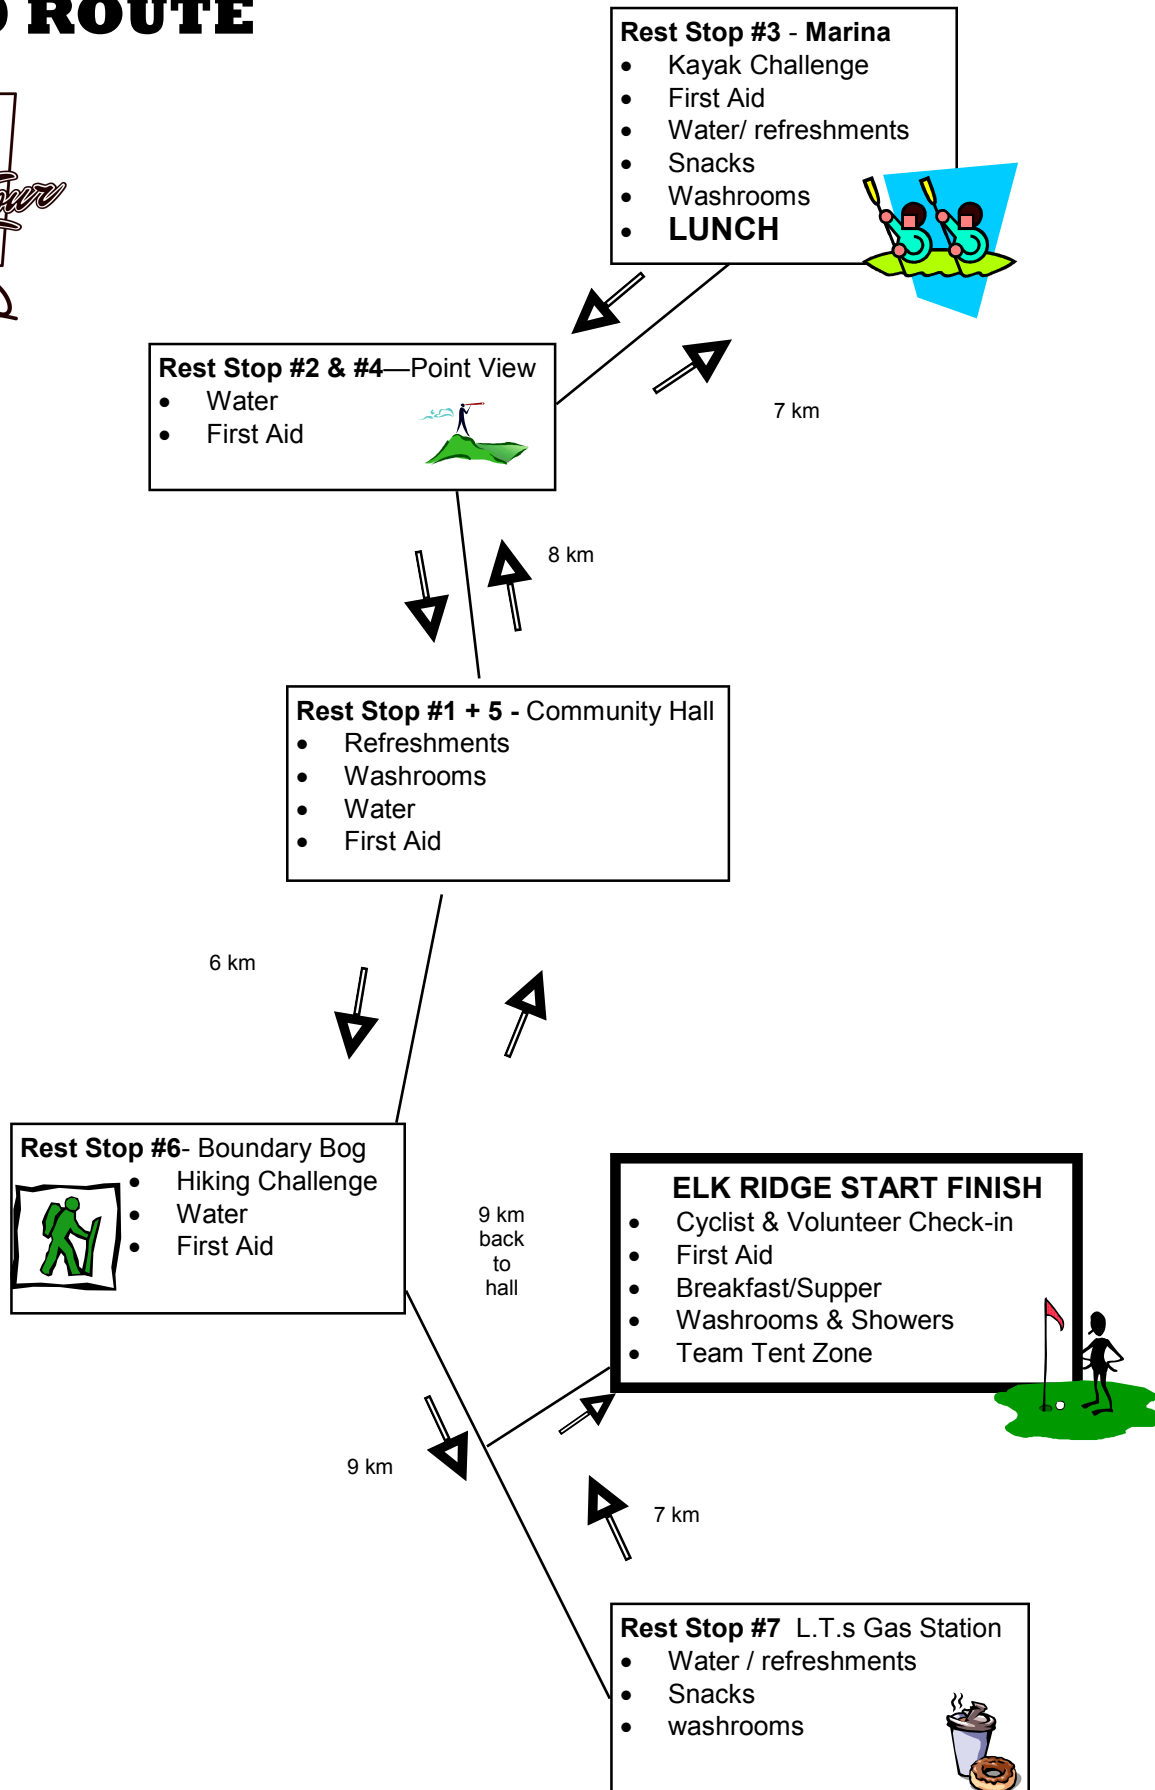 ROUTE
Rest Stop #3 - Marina
• Kayak Challenge
• First Aid
• Water/ refreshments
• Snacks
• Washrooms
• LUNCH
Rest Stop #2 & #4—Point View
• Water
• First Aid
7 km
8 km
Rest Stop #1 + 5 - Community Hall
• Refreshments
• Washrooms
• Water
• First Aid
6 km
Rest Stop #6- Boundary Bog
• Hiking Challenge
• Water
• First Aid
9 km
back
to
hall
ELK RIDGE START FINISH
• Cyclist & Volunteer Check-in
• First Aid
• Breakfast/Supper
• Washrooms & Showers
• Team Tent Zone
9 km
7 km
Rest Stop #7 L.T.s Gas Station
• Water / refreshments
• Snacks
• washrooms